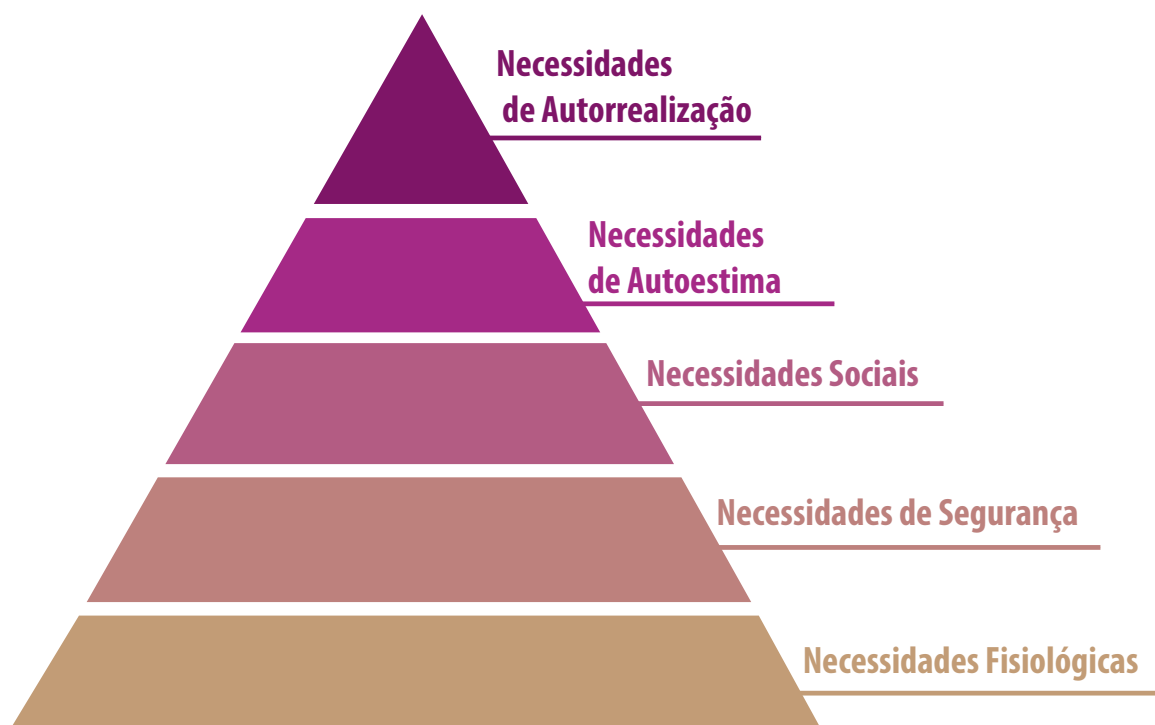 Necessidades
de Autorrealização
Necessidades
de Autoestima
Necessidades Sociais
Necessidades de Segurança
Necessidades Fisiológicas